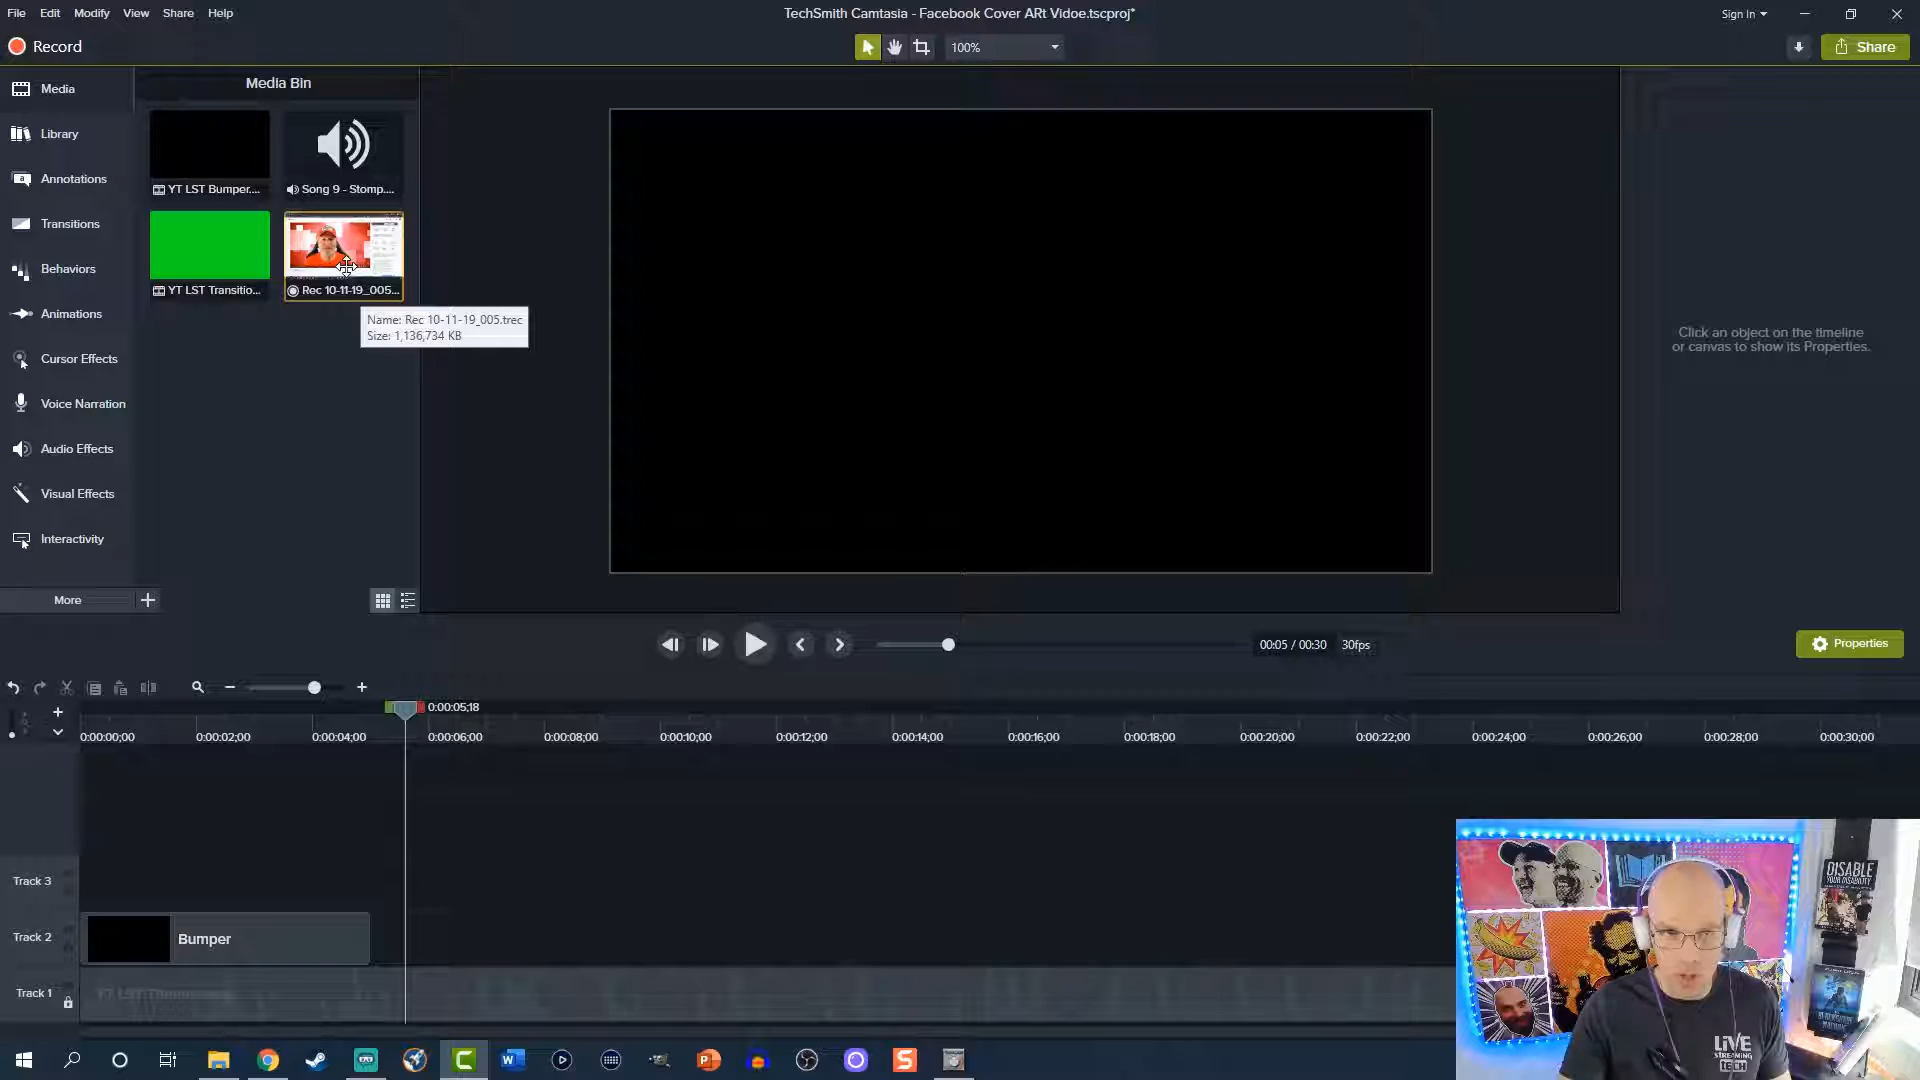 File Edit Modify View Share Help
TechSmith Camtasia - Facebook Cover ARt Vidoe.tscproj*
Sign In
Record
100%
Share
Media
Library
Annotations
Transitions
Behaviors
Animations
Cursor Effects
Voice Narration
Audio Effects
Visual Effects
Interactivity
More
Media Bin
YT LST Bumper....
Song 9 - Stomp....
YT LST Transitio...
Rec 10-11-19_005...
Name: Rec 10-11-19_005.trec
Size: 1,136,734 KB
Click an object on the timeline
or canvas to show its Properties.
00:05 / 00:30
30fps
Properties
0:00:05;18
0:00:00;00 0:00:02;00 0:00:04;00 0:00:06;00 0:00:08;00 0:00:10;00 0:00:12;00 0:00:14;00 0:00:16;00 0:00:18;00 0:00:20;00 0:00:22;00 0:00:24;00 0:00:26;00 0:00:28;00 0:00:30;00
Track 3
Track 2
Bumper
Track 1
DISABLE
YOUR DISABILITY
LIVE
STREAMING
TECH